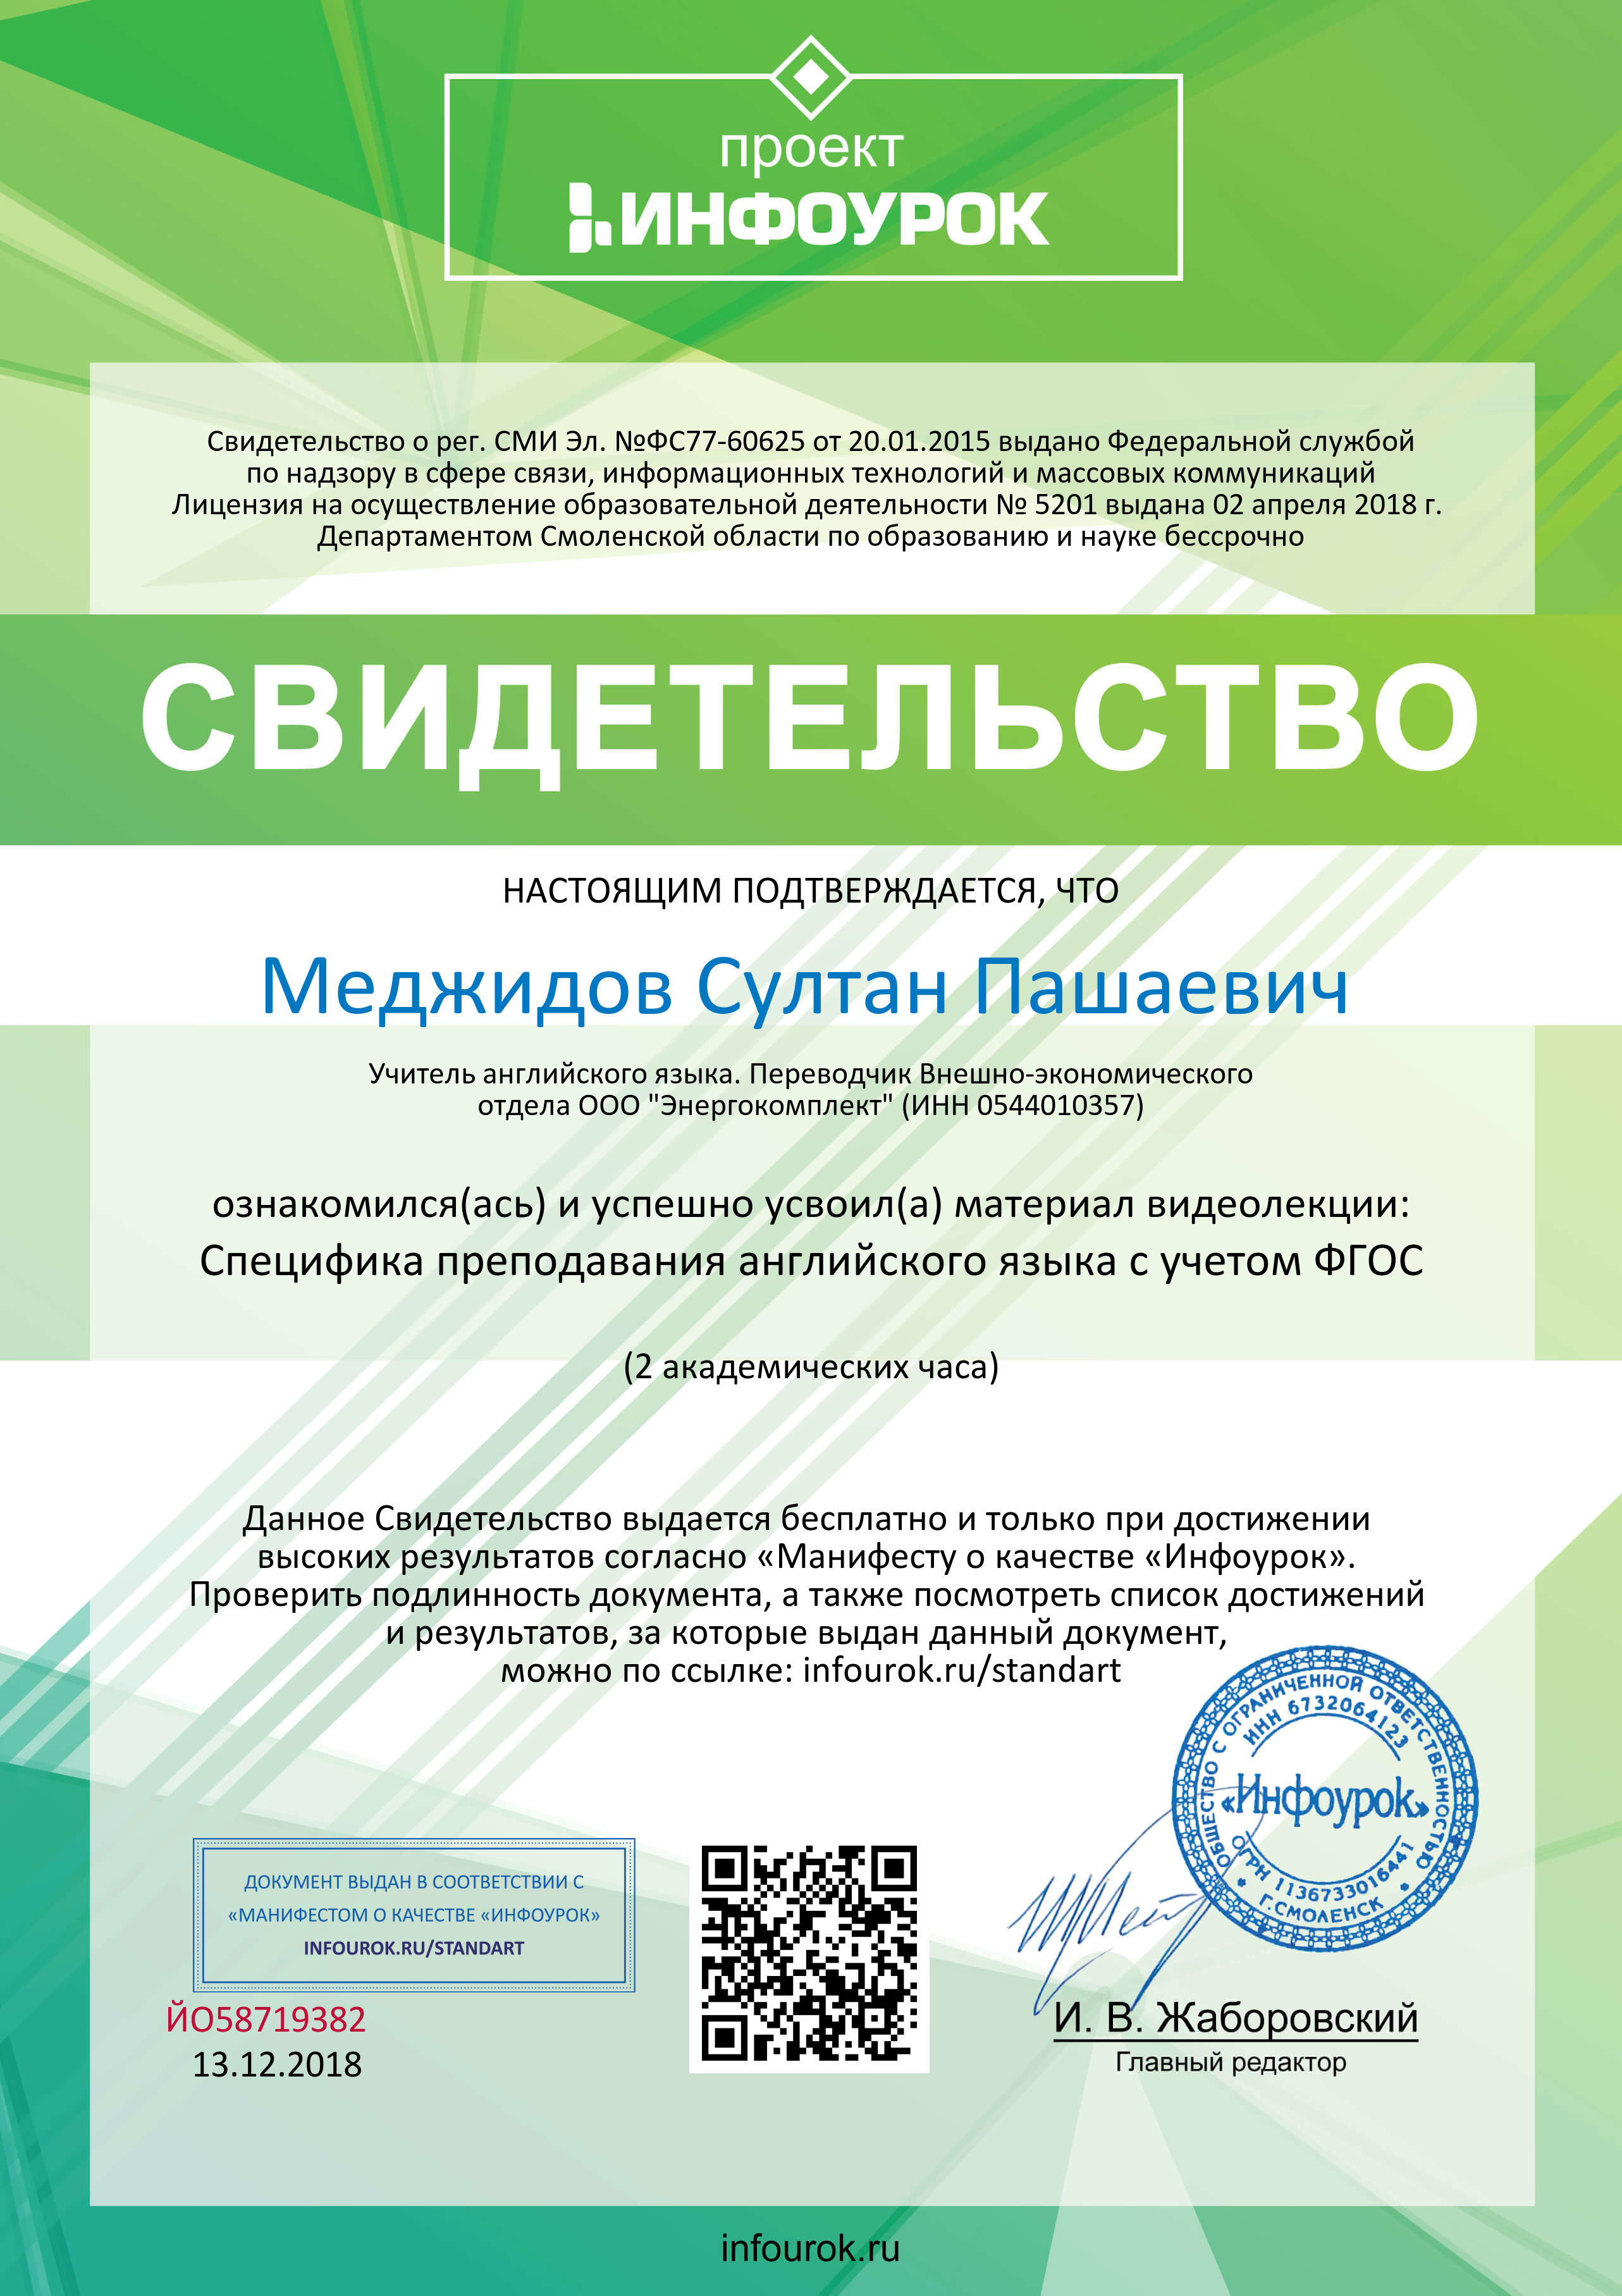 проект
ИНФОУРОК
Свидетельство о рег. СМИ Эл. №ФС77-60625 от 20.01.2015 выдано Федеральной службой
по надзору в сфере связи, информационных технологий и массовых коммуникаций
Лицензия на осуществление образовательной деятельности № 5201 выдана 02 апреля 2018 г.
Департаментом Смоленской области по образованию и науке бессрочно
СВИДЕТЕЛЬСТВО
НАСТОЯЩИМ ПОДТВЕРЖДАЕТСЯ, ЧТО
Меджидов Султан Пашаевич
Учитель английского языка. Переводчик Внешно-экономического
отдела ООО "Энергокомплект" (ИНН 0544010357)
ознакомился(ась) и успешно усвоил(а) материал видеолекции:
Специфика преподавания английского языка с учетом ФГОС
(2 академических часа)
Данное Свидетельство выдается бесплатно и только при достижении
высоких результатов согласно «Манифесту о качестве «Инфоурок».
Проверить подлинность документа, а также посмотреть список достижений
и результатов, за которые выдан данный документ,
можно по ссылке: infourok.ru/standart
ОБЩЕСТВО С ОГРАНИЧЕННОЙ ОТВЕТСТВЕННОСТЬЮ
ИНН 6732064123
«Инфоурок»
ОГРН 1136733016441
* Г.СМОЛЕНСК *
ДОКУМЕНТ ВЫДАН В СООТВЕТСТВИИ С
«МАНИФЕСТОМ О КАЧЕСТВЕ «ИНФОУРОК»
INFOUROK.RU/STANDART
ЙО58719382
13.12.2018
И. В. Жаборовский
Главный редактор
infourok.ru